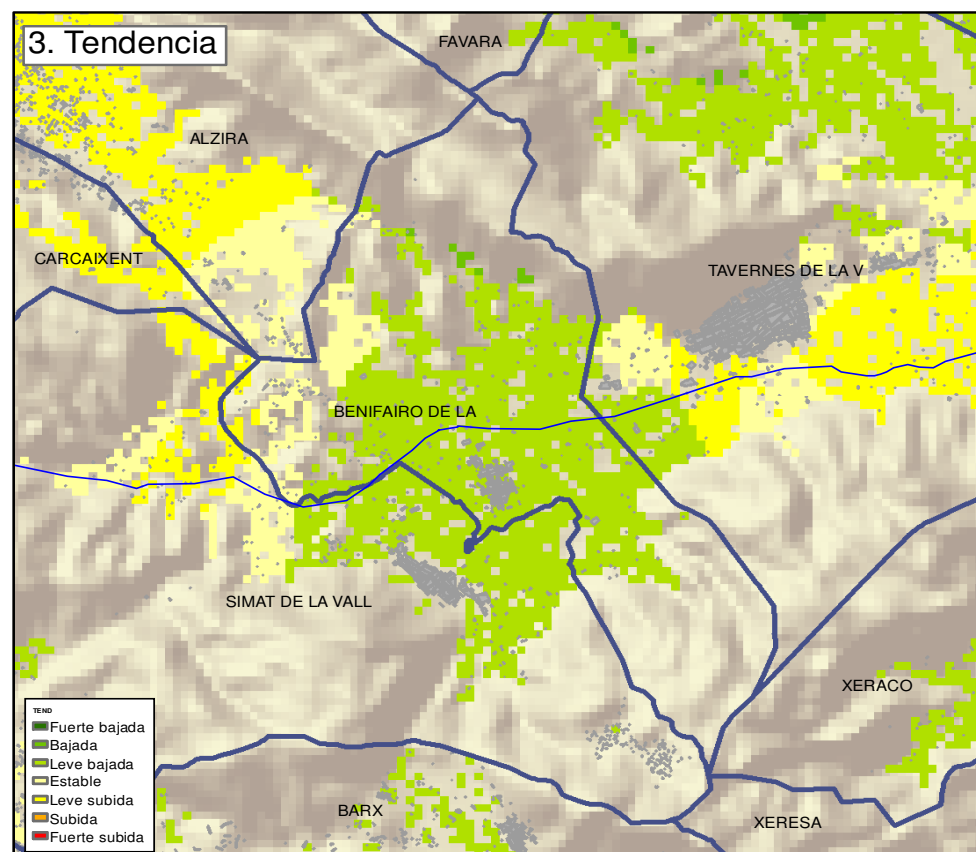 3. Tendencia
FAVARA
ALZIRA
CARCAIXENT
TAVERNES DE LA V
BENIFAIRO DE LA
SIMAT DE LA VALL
XERACO
BARX
XERESA
TEND
Fuerte bajada
Bajada
Leve bajada
Estable
Leve subida
Subida
Fuerte subida